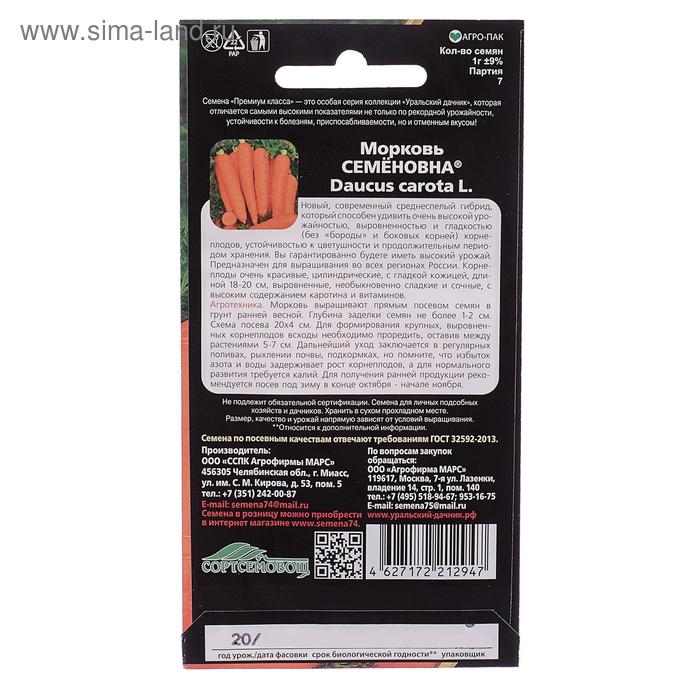 © www.sima-land.ru
22
PAP
АГРО-ПАК
Кол-во семян
1г ±9%
Партия
7
Семена «Премиум класса» — это особая серия коллекции «Уральский дачник», которая
отличается самыми высокими показателями не только по рекордной урожайности,
устойчивости к болезням, приспосабливаемости, но и отменным вкусом!
Морковь
СЕМЁНОВНА®
Daucus carota L.
Новый, современный среднеспелый гибрид,
который способен удивить очень высокой уро-
жайностью, выровненностью и гладкостью
(без «бороды» и боковых корней) корне-
плодов, устойчивостью к цветушности и продолжительным перио-
дом хранения. Вы гарантированно будете иметь высокий урожай.
Предназначен для выращивания во всех регионах России. Корне-
плоды очень красивые, цилиндрические, с гладкой кожицей, дли-
ной 18-20 см, выровненные, необыкновенно сладкие и сочные, с
высоким содержанием каротина и витаминов.
Агротехника. Морковь выращивают прямым посевом семян в
грунт ранней весной. Глубина заделки семян не более 1-2 см.
Схема посева 20х4 см. Для формирования крупных, выровнен-
ных корнеплодов всходы необходимо проредить, оставив между
растениями 5-7 см. Дальнейший уход заключается в регулярных
поливах, рыхлении почвы, подкормках, но помните, что избыток
азота и воды задерживает рост корнеплодов, а для нормального
развития требуется калий. Для получения ранней продукции реко-
мендуется посев под зиму в конце октября - начале ноября.
Не подлежит обязательной сертификации. Семена для личных подсобных
хозяйств и дачников. Хранить в сухом прохладном месте.
Размер, качество и урожай напрямую зависят от условий выращивания.
**Относится к дополнительной информации.
Семена по посевным качествам отвечают требованиям ГОСТ 32592-2013.
Производитель:
ООО «ССПК Агрофирмы МАРС»
456305 Челябинская обл., г. Миасс,
ул. им. С. М. Кирова, д. 53, пом. 5
тел.: +7 (351) 242-00-87
E-mail: semena74@mail.ru
Семена в розницу можно приобрести
в интернет магазине www.semena74.
По вопросам закупок
обращаться:
ООО «Агрофирма МАРС»
119617, Москва, 7-я ул. Лазенки,
владение 14, стр. 1, пом. 140
тел.: +7 (495) 518-94-67; 953-16-75
E-mail: semena75@mail.ru
www.уральский-дачник.рф
СОРТСЕМОВОЩ
4 627172 212947
20/
год урож./дата фасовки срок биологической годности** упаковщик